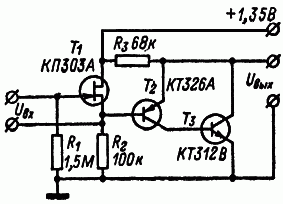 +1,35В
T₁
КП303А
R₃ 68к
T₂
КТ326А
Uвх
Uвых
T₃
R₁
1,5М
R₂
100к
КТ312В